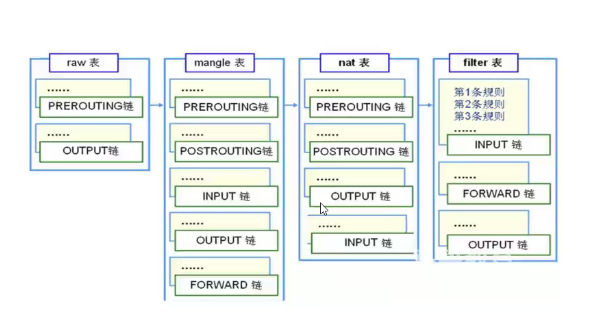 raw 表
......
PREROUTING链
......
OUTPUT链
mangle 表
......
PREROUTING链
......
POSTROUTING链
......
INPUT 链
......
OUTPUT 链
......
FORWARD 链
nat 表
......
PREROUTING 链
......
POSTROUTING 链
......
OUTPUT 链
......
INPUT 链
filter 表
第1条规则
第2条规则
第3条规则
......
INPUT 链
......
FORWARD 链
......
OUTPUT 链